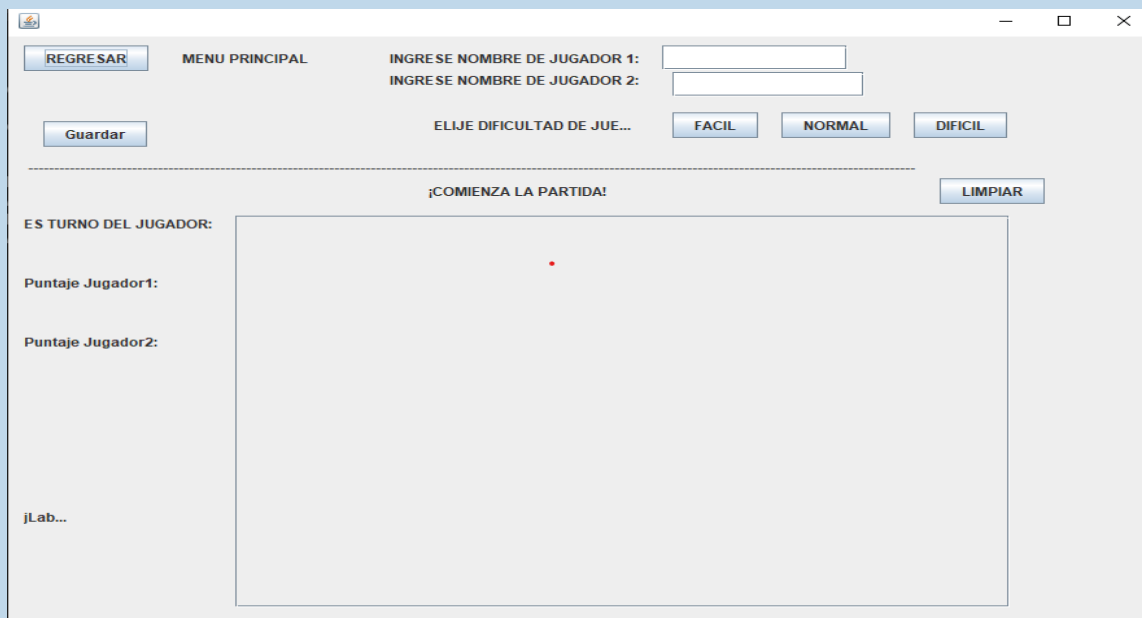 REGRESAR MENU PRINCIPAL INGRESE NOMBRE DE JUGADOR 1:
INGRESE NOMBRE DE JUGADOR 2:
Guardar ELIJE DIFICULTAD DE JUE... FACIL NORMAL DIFICIL
¡COMIENZA LA PARTIDA! LIMPIAR
ES TURNO DEL JUGADOR:
Puntaje Jugador1:
Puntaje Jugador2:
jLab...